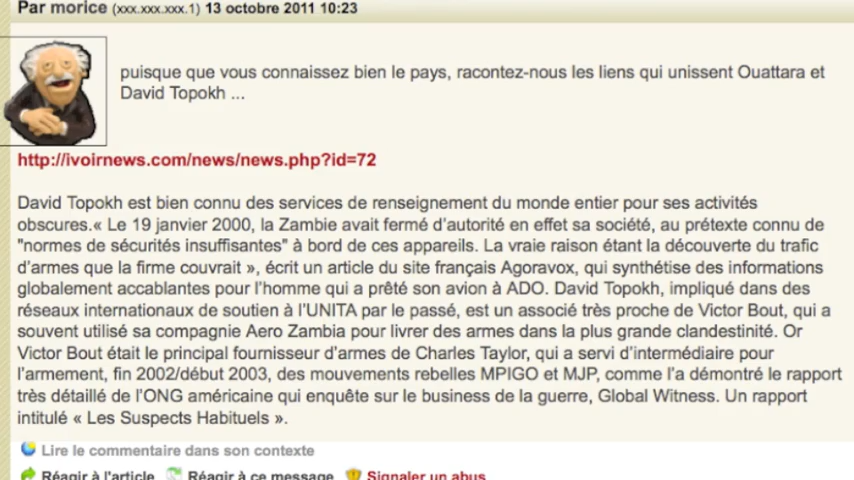 Par morice (xxx.xxx.xxx.1) 13 octobre 2011 10:23
puisque que vous connaissez bien le pays, racontez-nous les liens qui unissent Ouattara et
David Topokh ...
http://ivoirnews.com/news/news.php?id=72
David Topokh est bien connu des services de renseignement du monde entier pour ses activités
obscures.« Le 19 janvier 2000, la Zambie avait fermé d’autorité en effet sa société, au prétexte connu de
"normes de sécurités insuffisantes" à bord de ces appareils. La vraie raison étant la découverte du trafic
d’armes que la firme couvrait », écrit un article du site français Agoravox, qui synthétise des informations
globalement accablantes pour l’homme qui a prêté son avion à ADO. David Topokh, impliqué dans des
réseaux internationaux de soutien à l’UNITA par le passé, est un associé très proche de Victor Bout, qui a
souvent utilisé sa compagnie Aero Zambia pour livrer des armes dans la plus grande clandestinité. Or
Victor Bout était le principal fournisseur d’armes de Charles Taylor, qui a servi d’intermédiaire pour
l’armement, fin 2002/début 2003, des mouvements rebelles MPIGO et MJP, comme l’a démontré le rapport
très détaillé de l’ONG américaine qui enquête sur le business de la guerre, Global Witness. Un rapport
intitulé « Les Suspects Habituels ».
Lire le commentaire dans son contexte
Réagir à l'article Réagir à ce message Signaler un abus